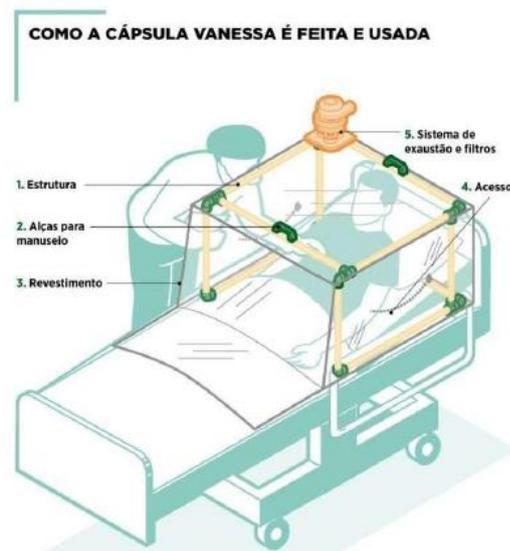 COMO A CÁPSULA VANESSA É FEITA E USADA
5. Sistema de
exaustão e filtros
1. Estrutura
4. Acesso
2. Alças para
manuseio
3. Revestimento